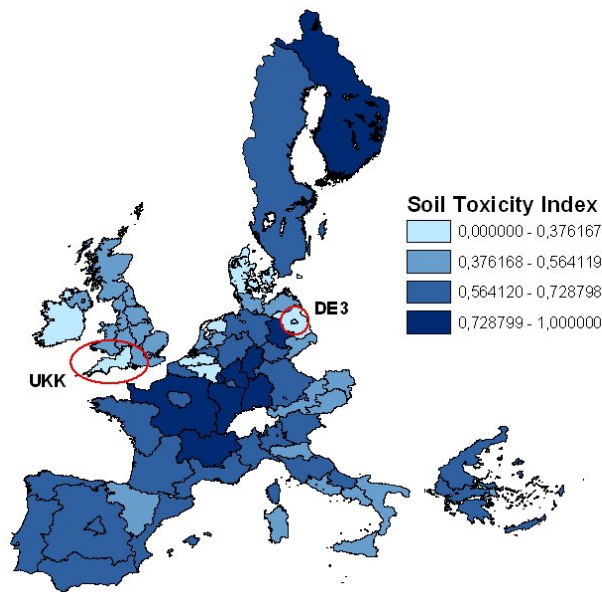 Soil Toxicity Index
0,000000 - 0,376167
0,376168 - 0,564119
0,564120 - 0,728798
0,728799 - 1,000000
DE3
UKK